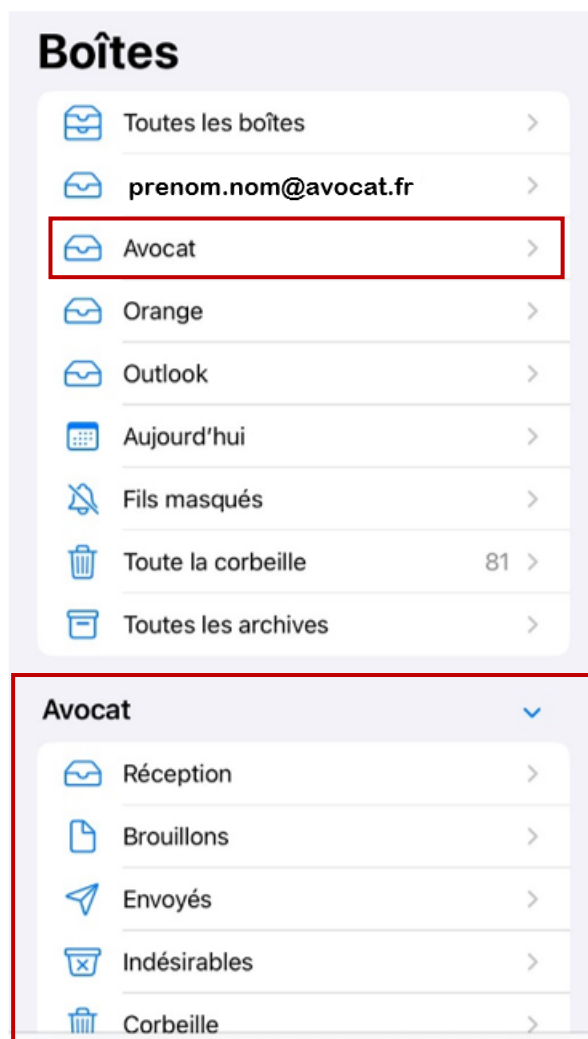 Boîtes
Toutes les boîtes
prenom.nom@avocat.fr
Avocat
Orange
Outlook
Aujourd'hui
Fils masqués
Toute la corbeille 81
Toutes les archives
Avocat
Réception
Brouillons
Envoyés
Indésirables
Corbeille